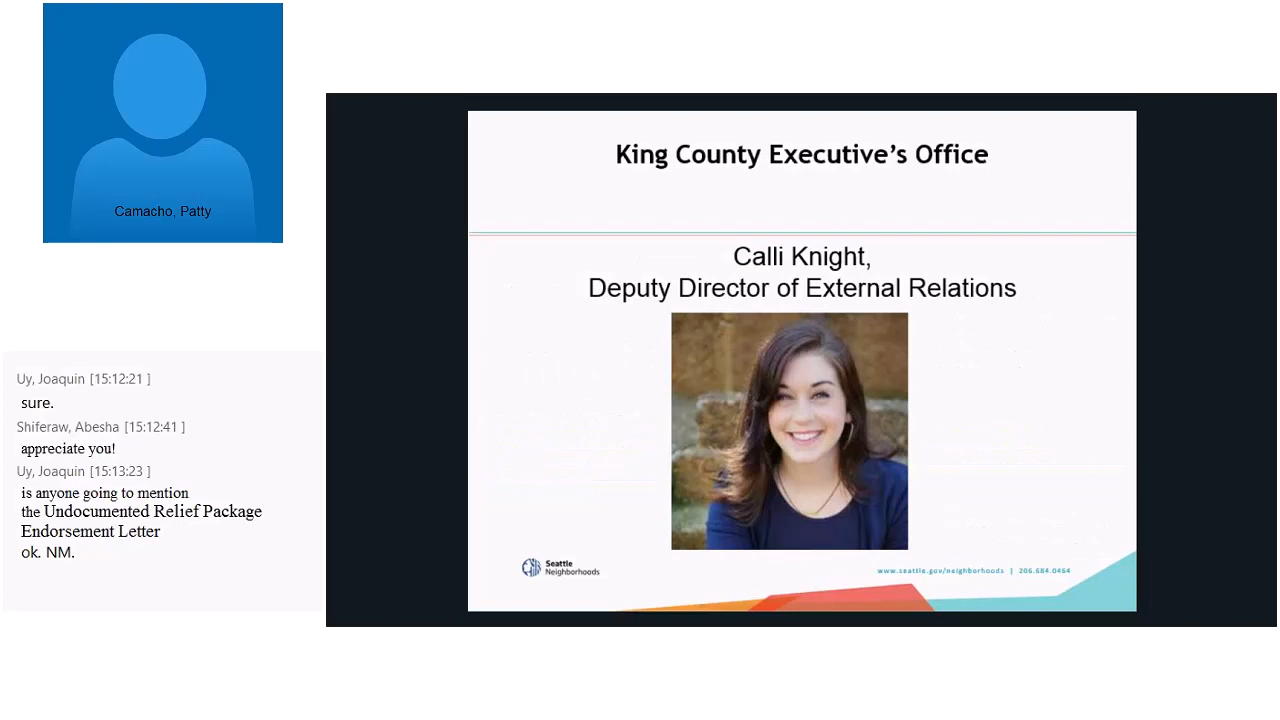 Camacho, Patty
Uy, Joaquin [15:12:21 ]
sure.
Shiferaw, Abesha [15:12:41 ]
appreciate you!
Uy, Joaquin [15:13:23 ]
is anyone going to mention
the Undocumented Relief Package
Endorsement Letter
ok. NM.
King County Executive's Office
Calli Knight,
Deputy Director of External Relations
Seattle
Neighborhoods
www.seattle.gov/neighborhoods | 206.684.0464